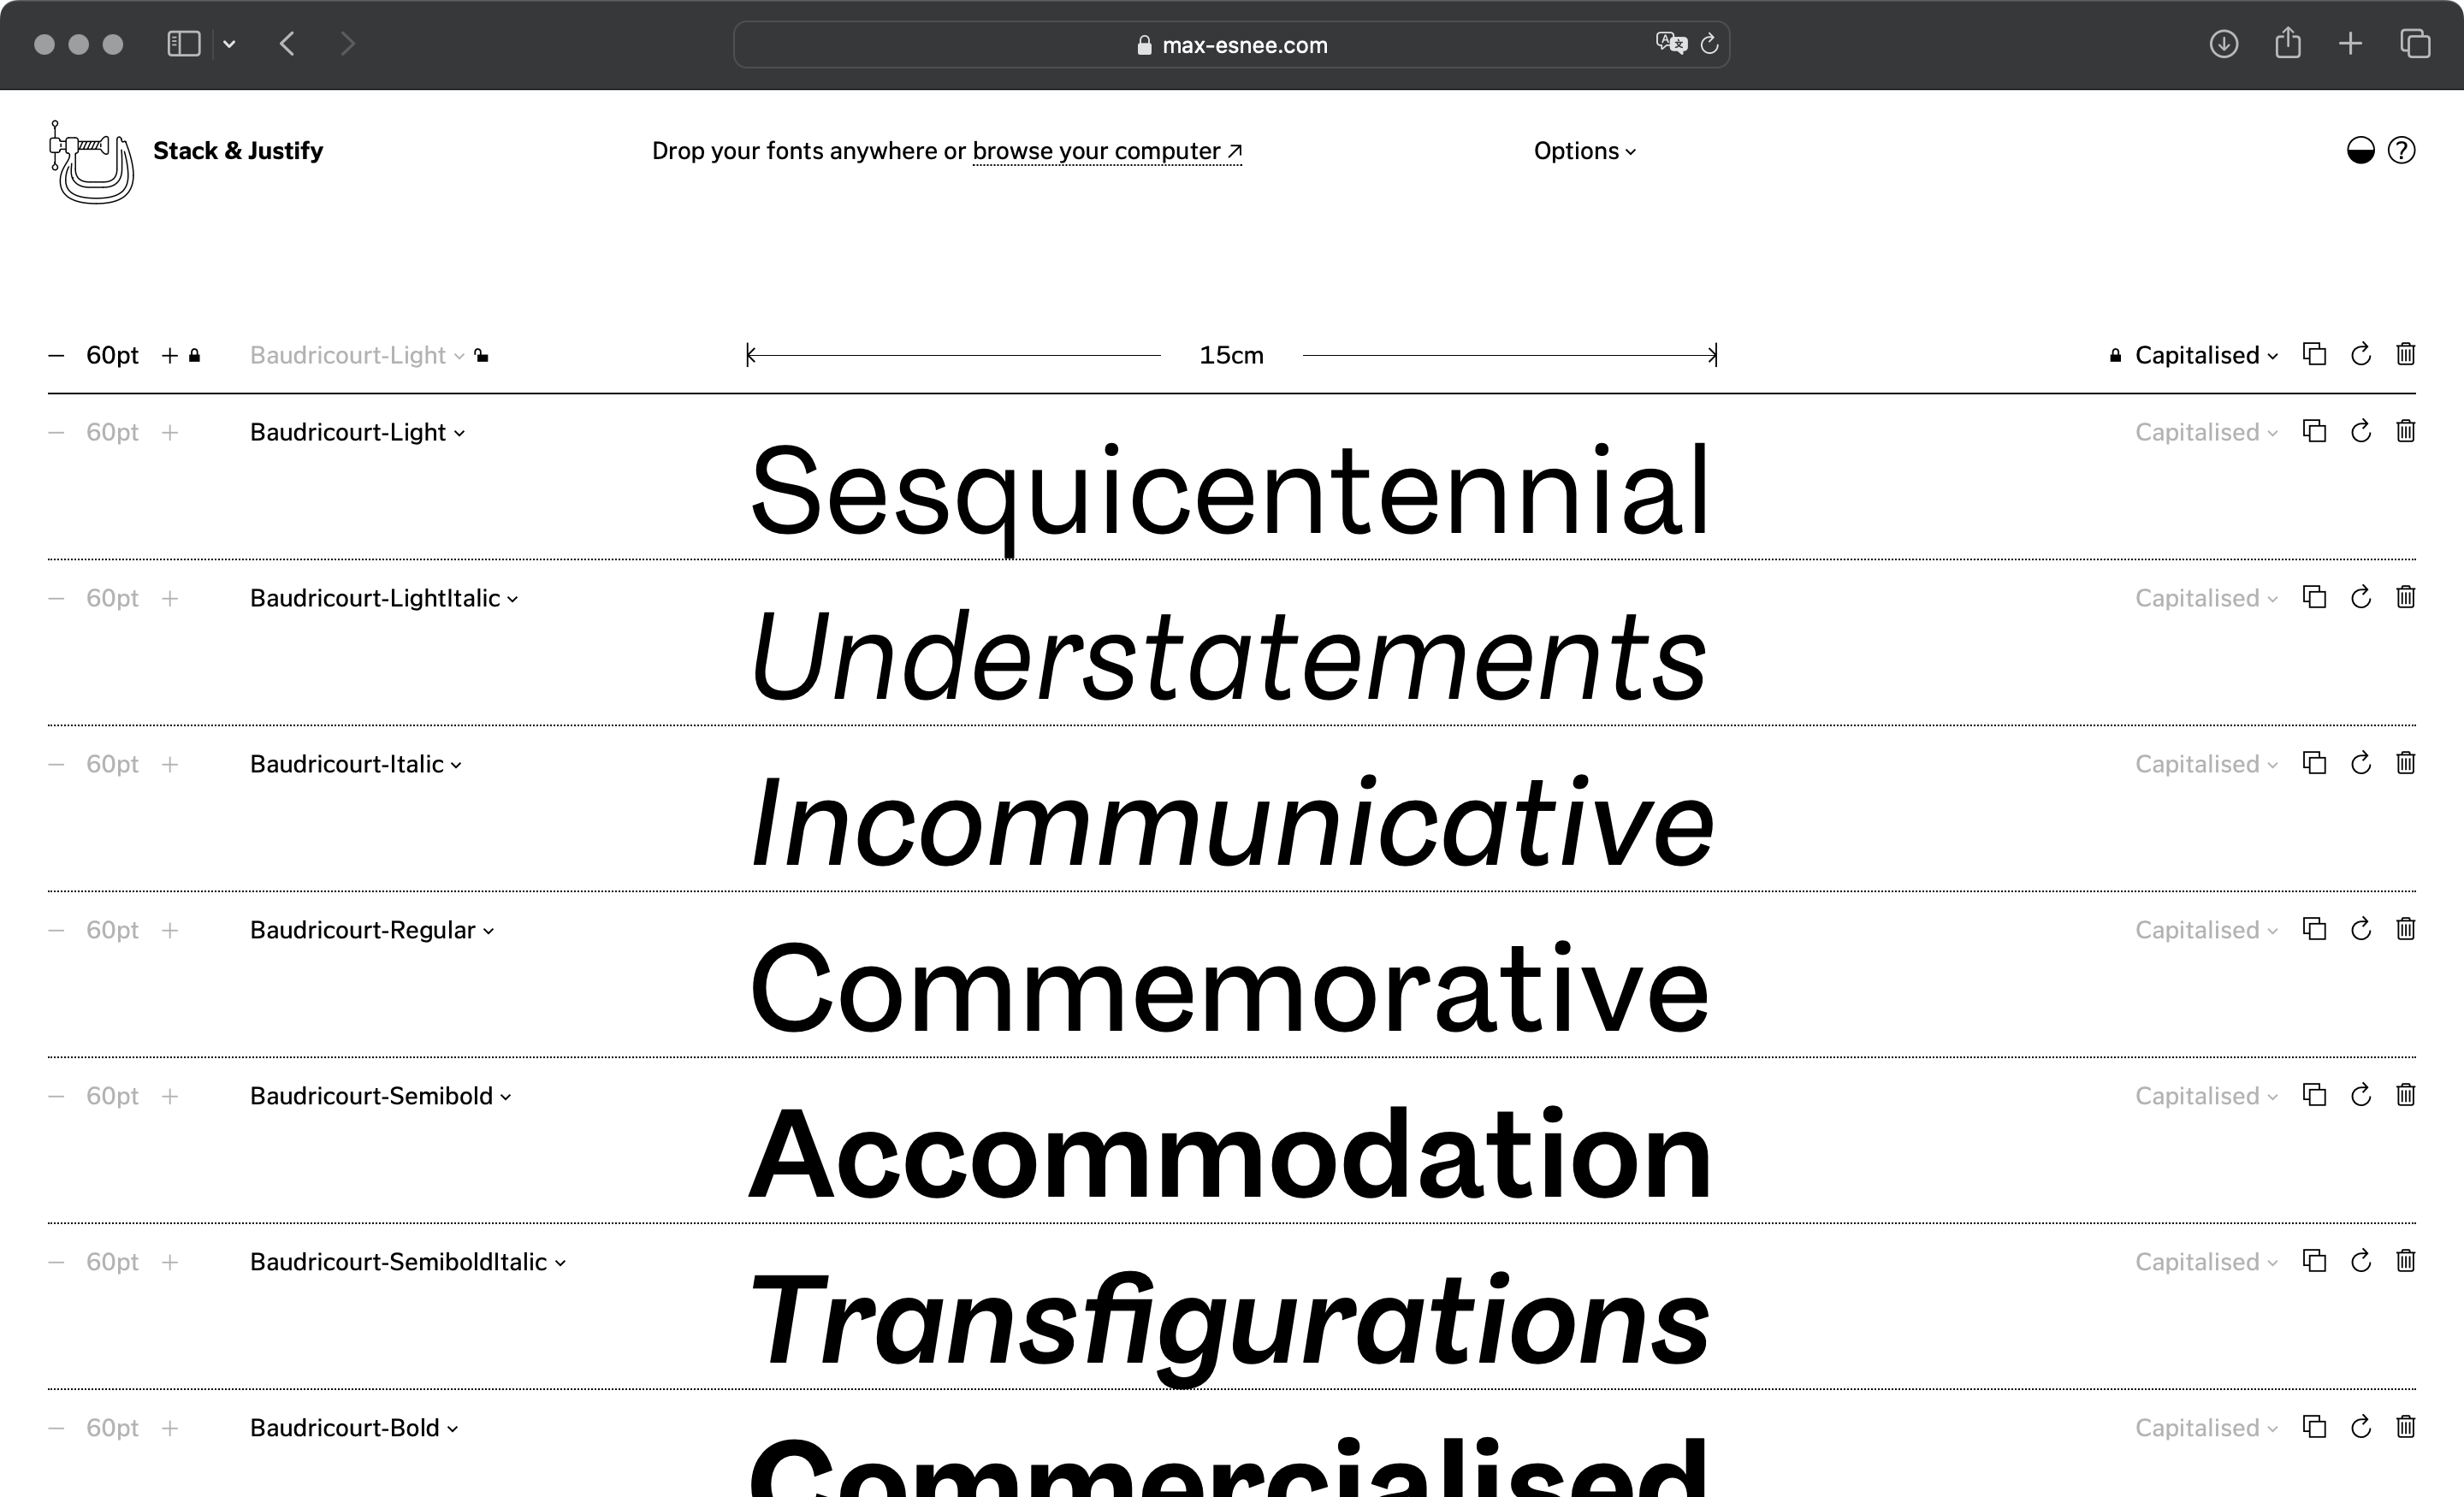 max-esnee.com
Stack & Justify
Drop your fonts anywhere or browse your computer ↗
Options
?
− 60pt + Baudricourt-Light 15cm Capitalised
− 60pt + Baudricourt-Light Capitalised
Sesquicentennial
− 60pt + Baudricourt-LightItalic Capitalised
Understatements
− 60pt + Baudricourt-Italic Capitalised
Incommunicative
− 60pt + Baudricourt-Regular Capitalised
Commemorative
− 60pt + Baudricourt-Semibold Capitalised
Accommodation
− 60pt + Baudricourt-SemiboldItalic Capitalised
Transfigurations
− 60pt + Baudricourt-Bold Capitalised
Commercialised